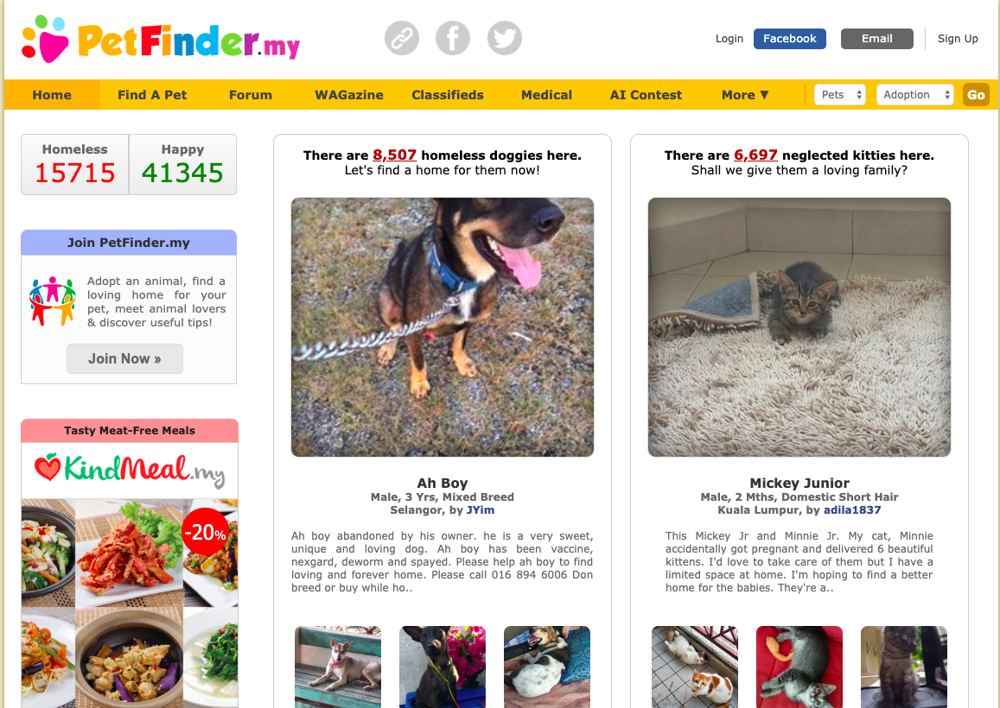 PetFinder.my
Login
Facebook
Email
Sign Up
Home
Find A Pet
Forum
WAGazine
Classifieds
Medical
AI Contest
More ▼
Pets
Adoption
Go
Homeless
15715
Happy
41345
Join PetFinder.my
Adopt an animal, find a
loving home for your
pet, meet animal lovers
& discover useful tips!
Join Now »
Tasty Meat-Free Meals
KindMeal.my
-20%
There are 8,507 homeless doggies here.
Let's find a home for them now!
Ah Boy
Male, 3 Yrs, Mixed Breed
Selangor, by JYim
Ah boy abandoned by his owner. he is a very sweet,
unique and loving dog. Ah boy has been vaccine,
nexgard, deworm and spayed. Please help ah boy to find
loving and forever home. Please call 016 894 6006 Don
breed or buy while ho..
There are 6,697 neglected kitties here.
Shall we give them a loving family?
Mickey Junior
Male, 2 Mths, Domestic Short Hair
Kuala Lumpur, by adila1837
This Mickey Jr and Minnie Jr. My cat, Minnie
accidentally got pregnant and delivered 6 beautiful
kittens. I'd love to take care of them but I have a
limited space at home. I'm hoping to find a better
home for the babies. They're a..